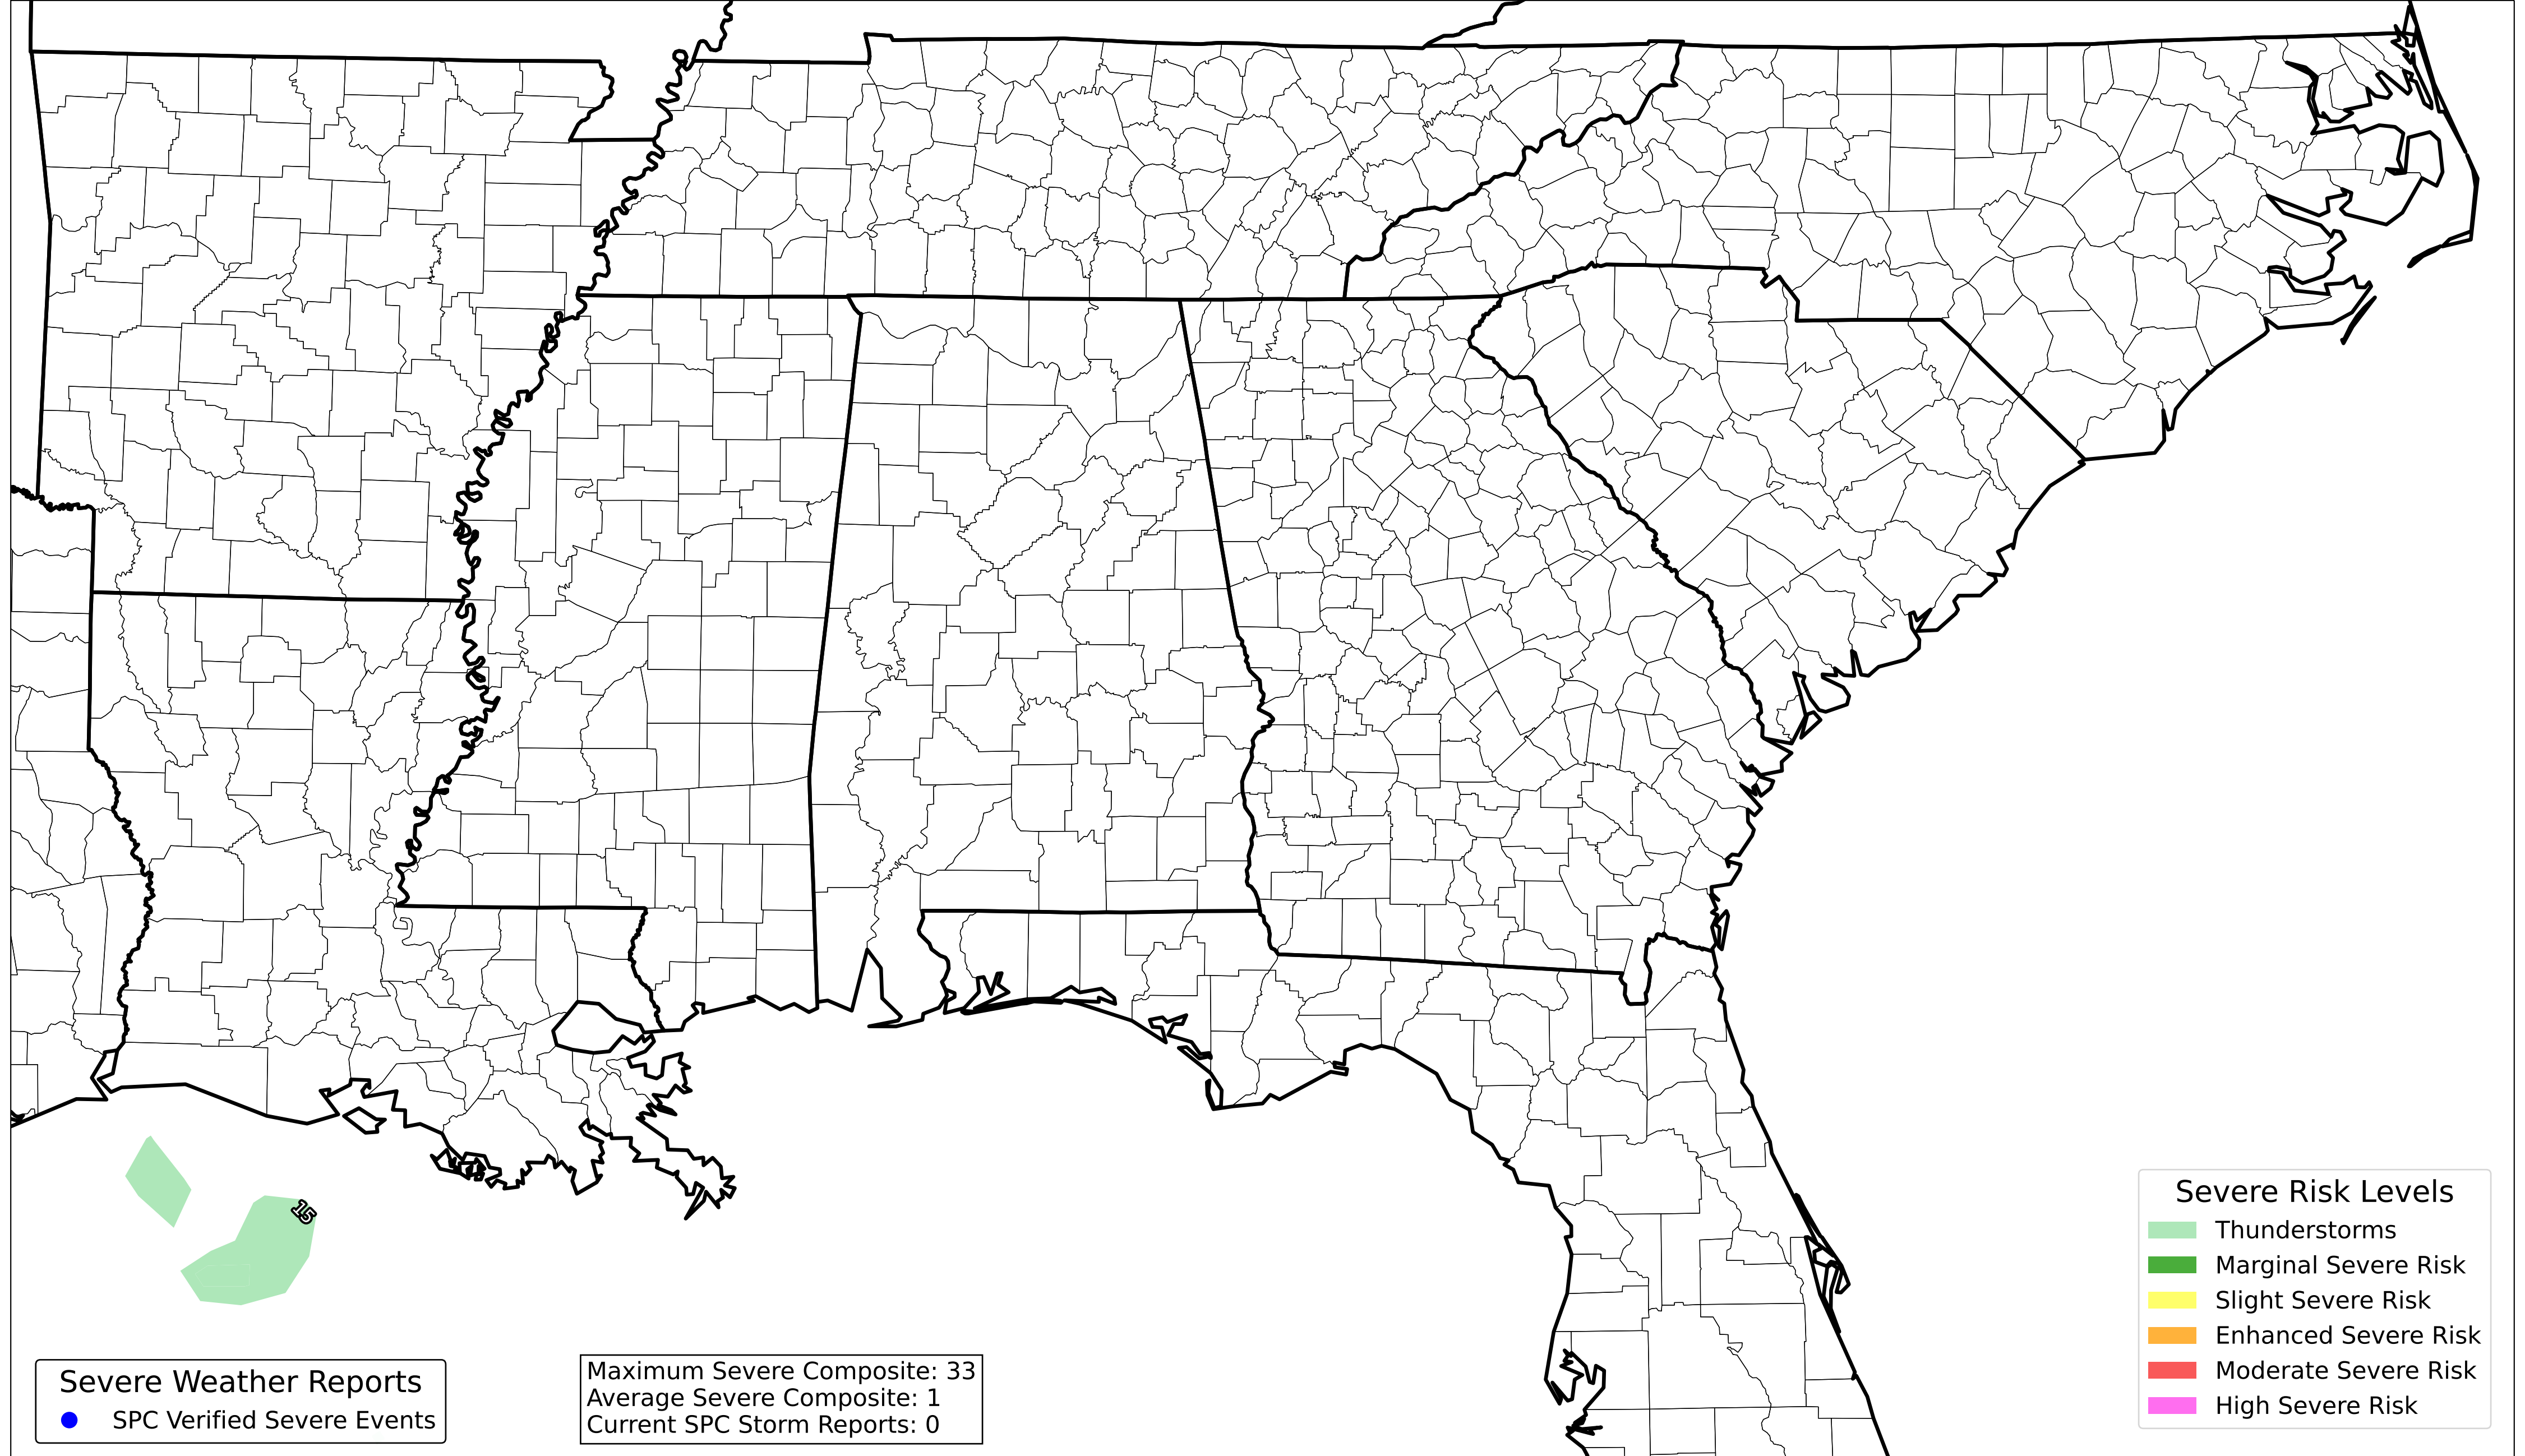 15
Severe Weather Reports
SPC Verified Severe Events
Maximum Severe Composite: 33
Average Severe Composite: 1
Current SPC Storm Reports: 0
Severe Risk Levels
Thunderstorms
Marginal Severe Risk
Slight Severe Risk
Enhanced Severe Risk
Moderate Severe Risk
High Severe Risk